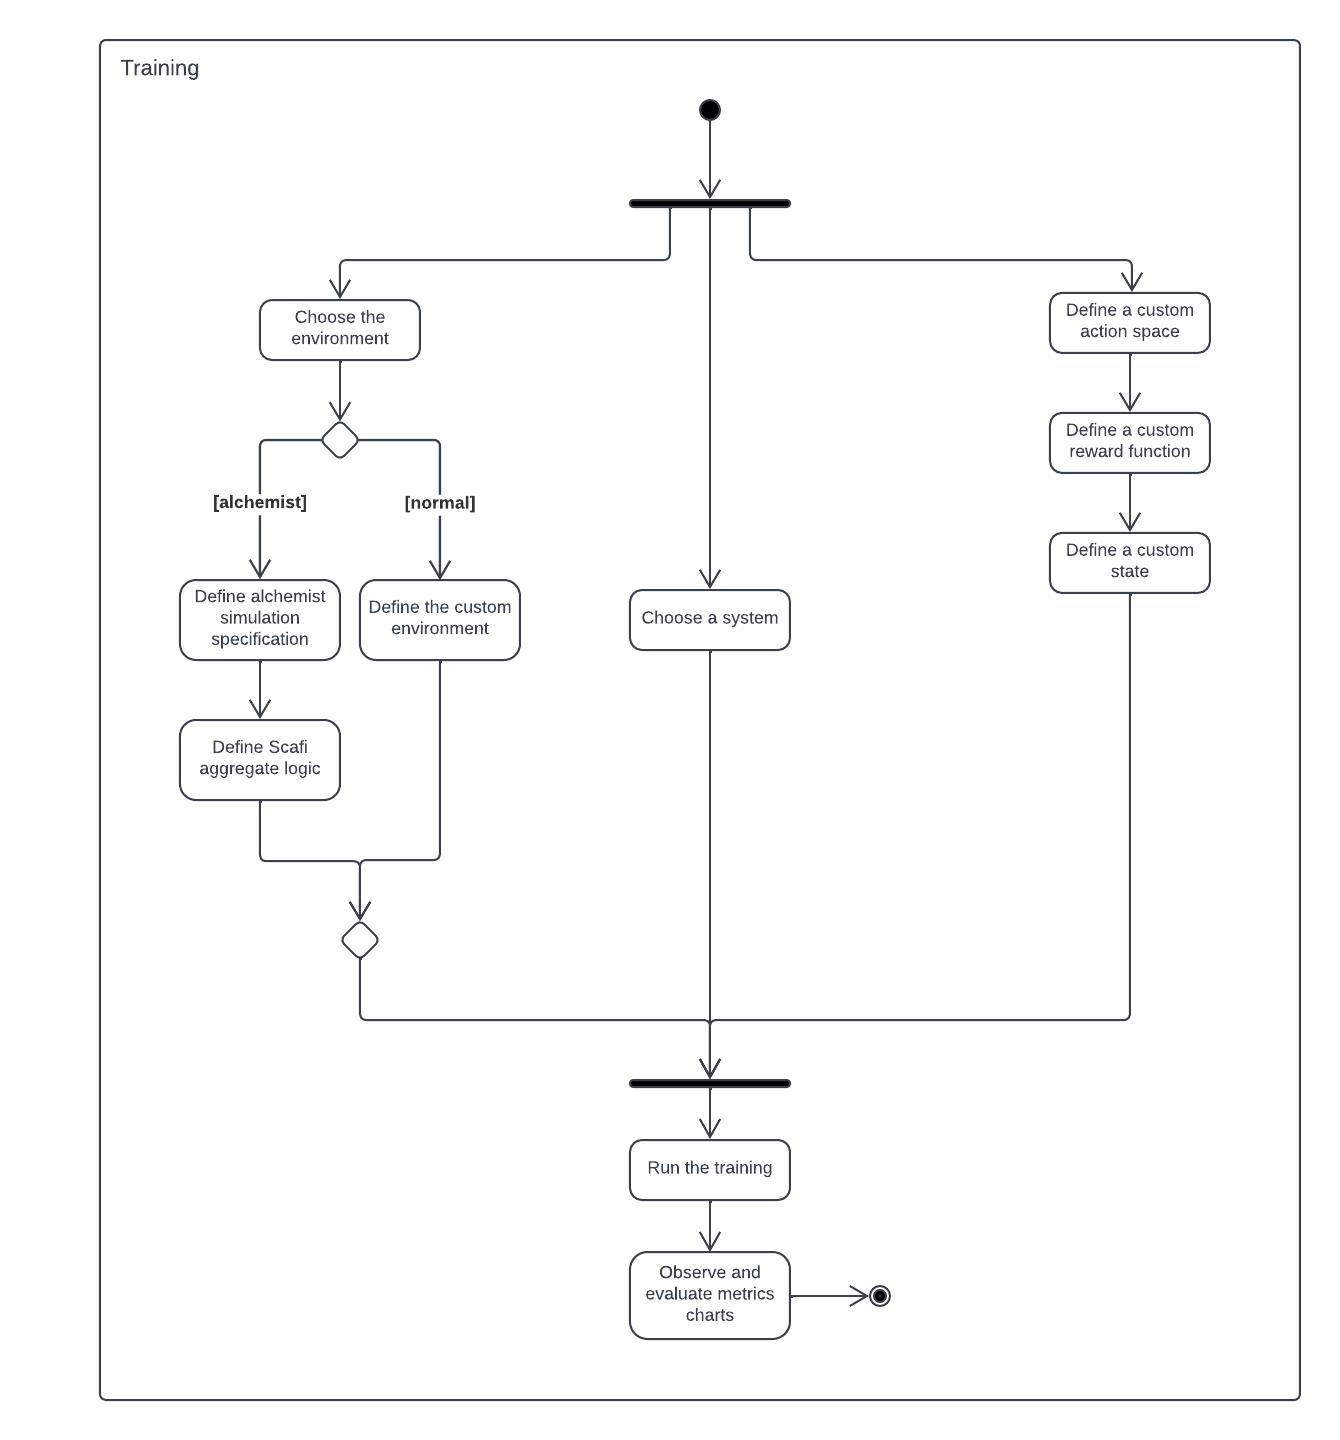 Training
Choose the
environment
Define a custom
action space
Define a custom
reward function
[alchemist]
[normal]
Define a custom
state
Define alchemist
simulation
specification
Define the custom
environment
Choose a system
Define Scafi
aggregate logic
Run the training
Observe and
evaluate metrics
charts